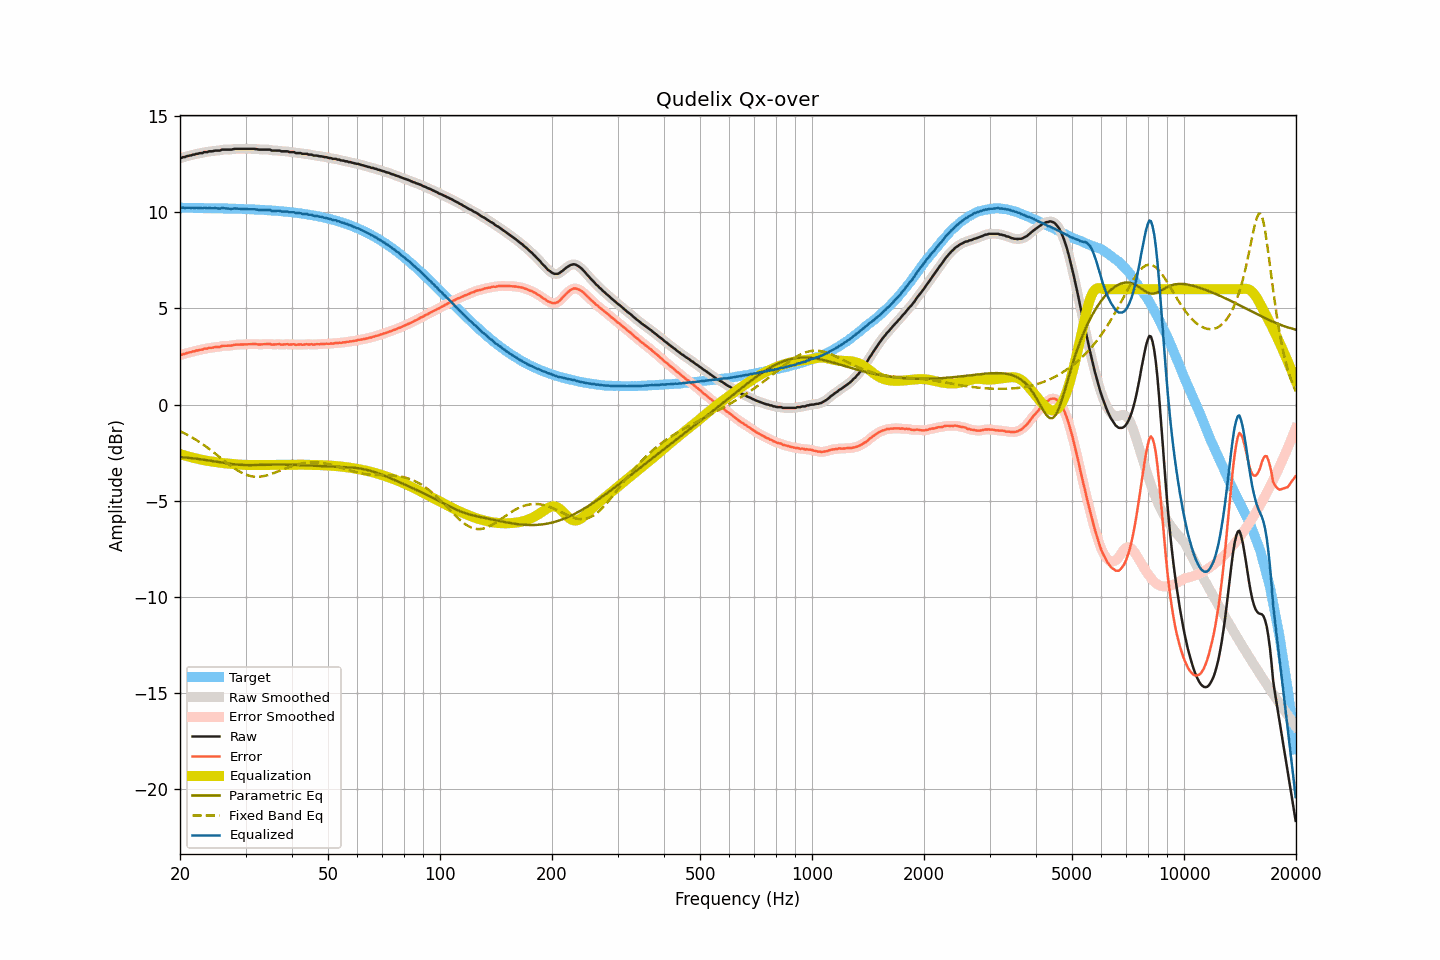 Qudelix Qx-over
15
10
5
0
−5
−10
−15
−20
Amplitude (dBr)
Target
Raw Smoothed
Error Smoothed
Raw
Error
Equalization
Parametric Eq
Fixed Band Eq
Equalized
20 50 100 200 500 1000 2000 5000 10000 20000
Frequency (Hz)